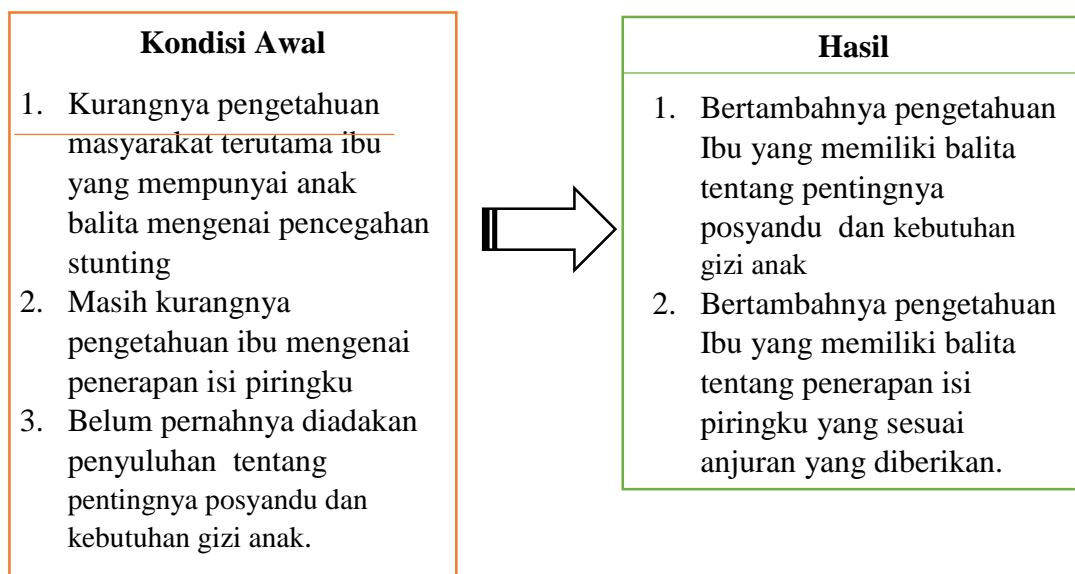 Kondisi Awal
1. Kurangnya pengetahuan
masyarakat terutama ibu
yang mempunyai anak
balita mengenai pencegahan
stunting
2. Masih kurangnya
pengetahuan ibu mengenai
penerapan isi piringku
3. Belum pernahnya diadakan
penyuluhan tentang
pentingnya posyandu dan
kebutuhan gizi anak.
Hasil
1. Bertambahnya pengetahuan
Ibu yang memiliki balita
tentang pentingnya
posyandu dan kebutuhan
gizi anak
2. Bertambahnya pengetahuan
Ibu yang memiliki balita
tentang penerapan isi
piringku yang sesuai
anjuran yang diberikan.